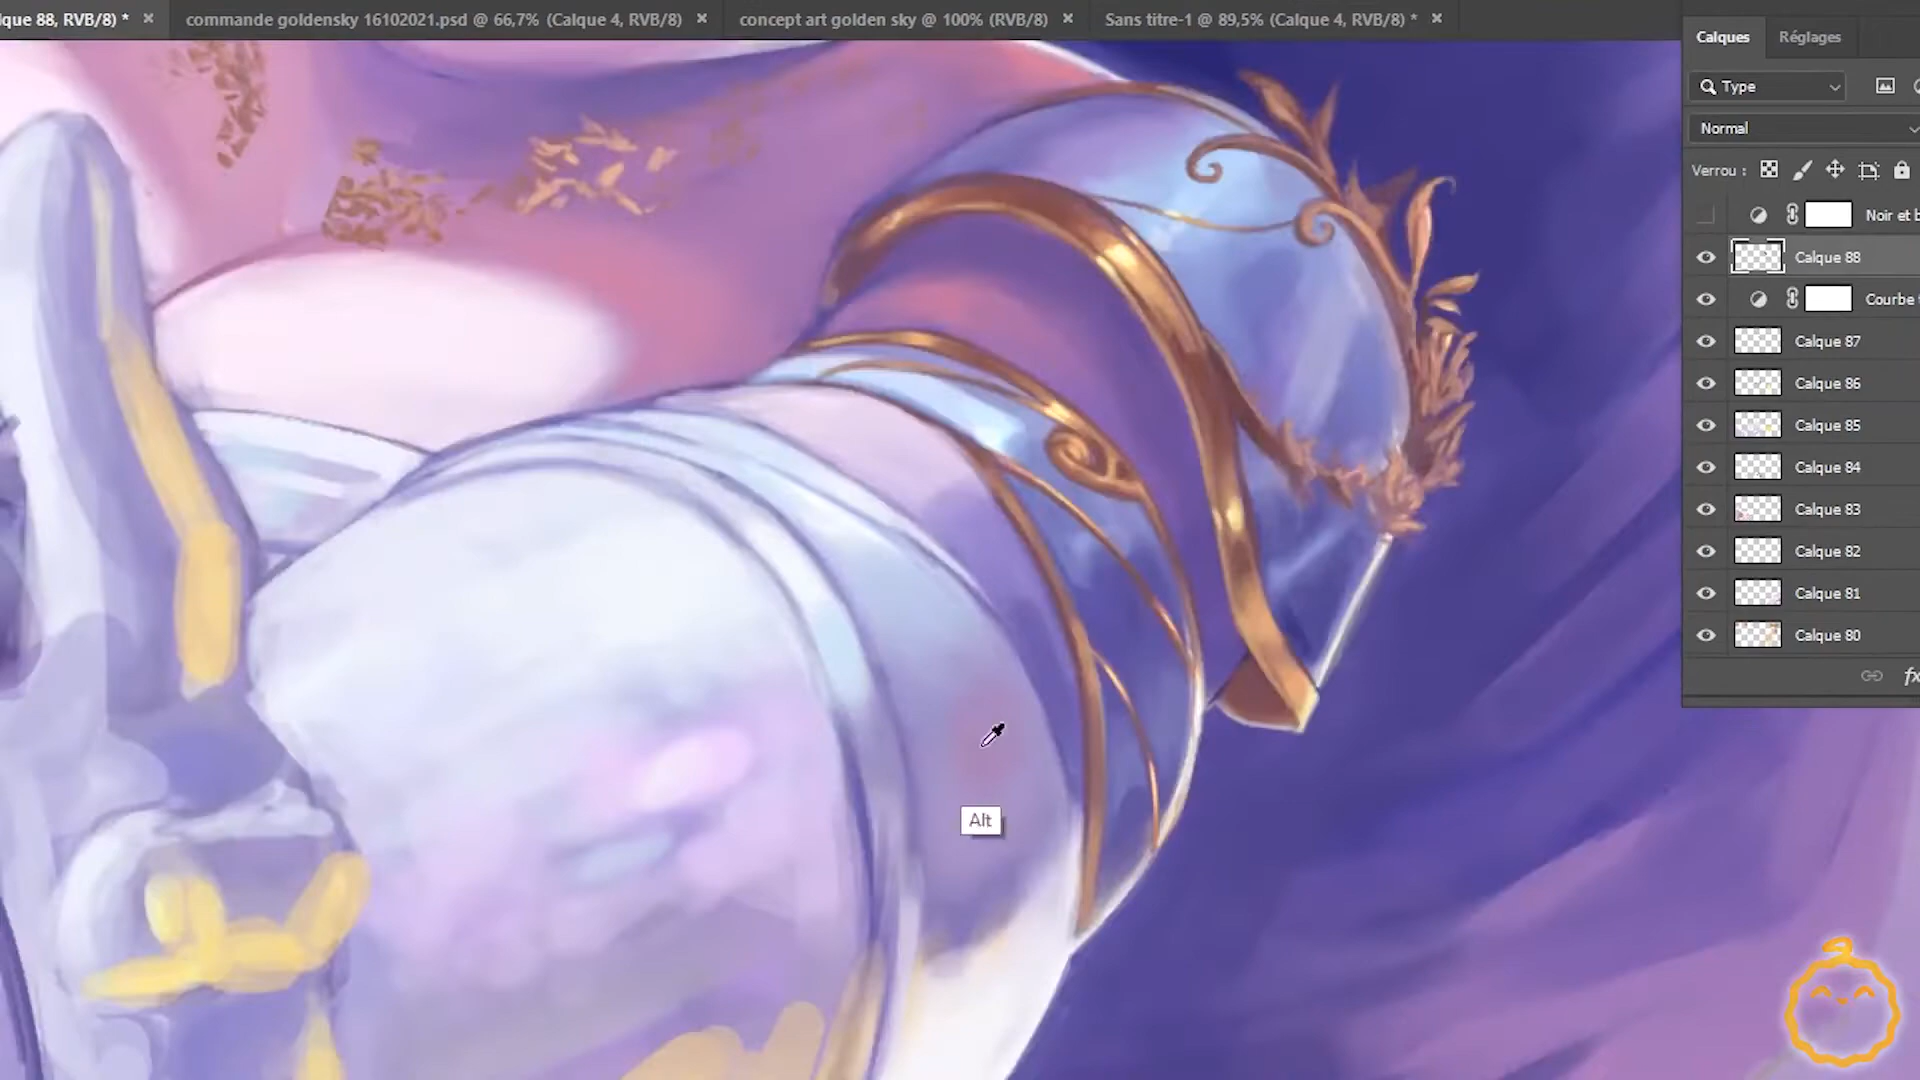 que 88, RVB/8) *
commande goldensky 16102021.psd @ 66,7% (Calque 4, RVB/8)
concept art golden sky @ 100% (RVB/8)
Sans titre-1 @ 89,5% (Calque 4, RVB/8) *
Calques
Réglages
Type
Normal
Verrou :
Noir et b
Calque 88
Courbe
Calque 87
Calque 86
Calque 85
Calque 84
Calque 83
Calque 82
Calque 81
Calque 80
fx
Alt